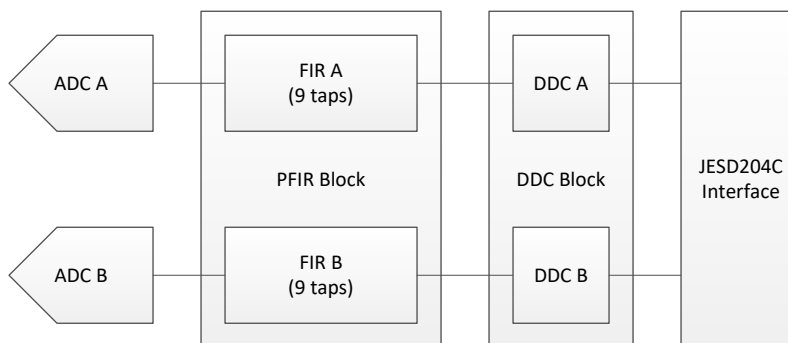 ADC A
FIR A
(9 taps)
DDC A
PFIR Block
DDC Block
JESD204C
Interface
ADC B
FIR B
(9 taps)
DDC B